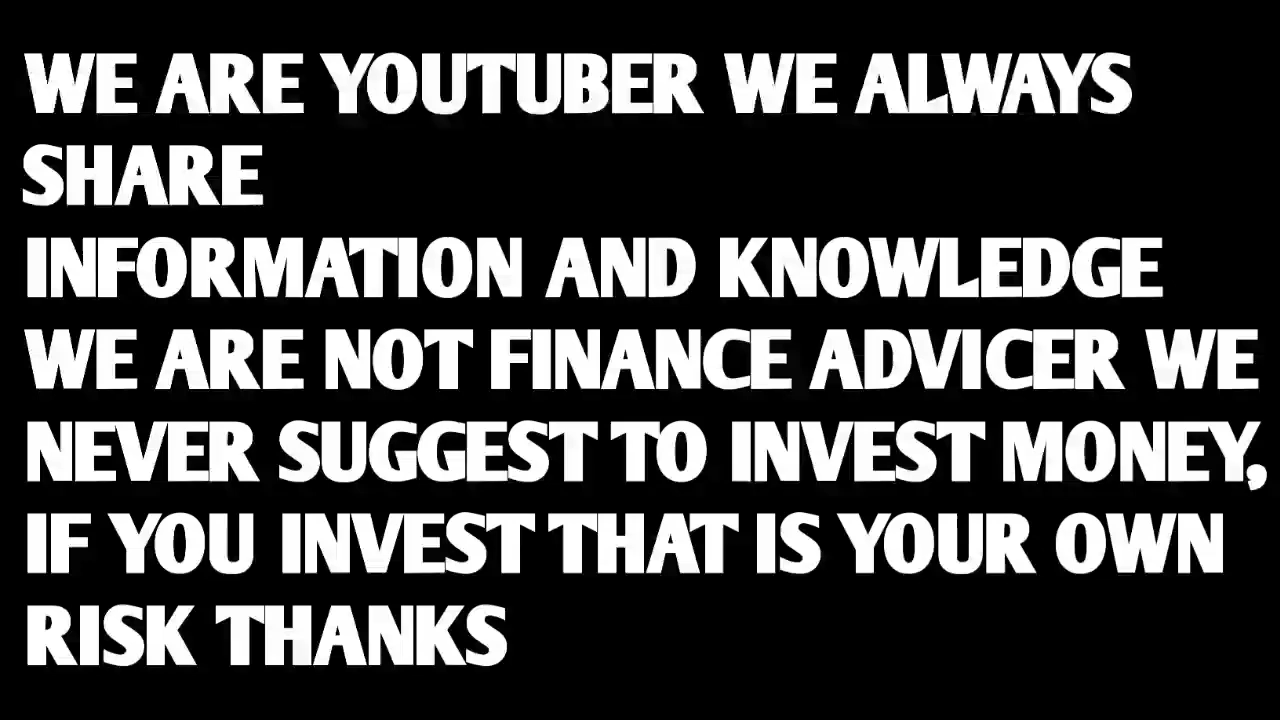 WE ARE YOUTUBER WE ALWAYS
SHARE
INFORMATION AND KNOWLEDGE
WE ARE NOT FINANCE ADVICER WE
NEVER SUGGEST TO INVEST MONEY,
IF YOU INVEST THAT IS YOUR OWN
RISK THANKS